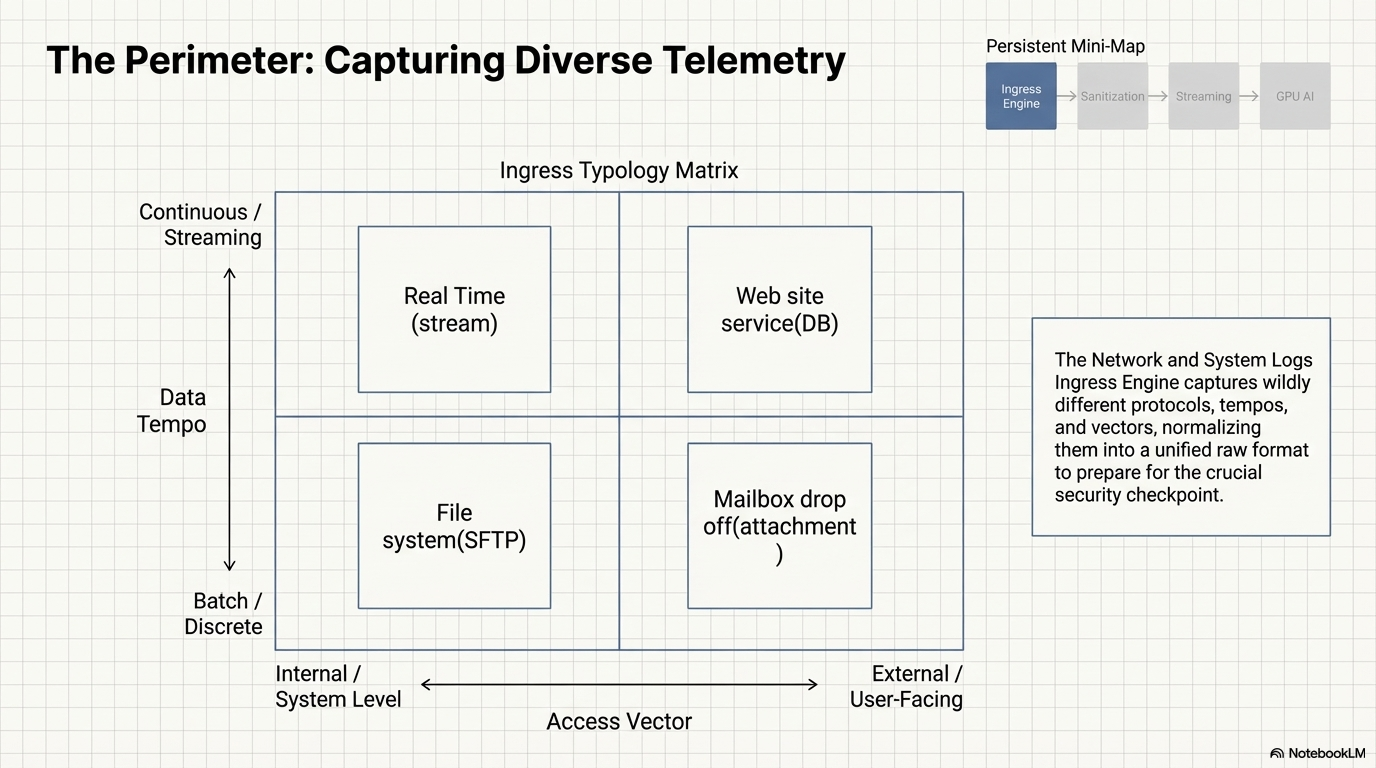 The Perimeter: Capturing Diverse Telemetry
Persistent Mini-Map
Ingress
Engine
Sanitization
Streaming
GPU AI
Ingress Typology Matrix
Continuous /
Streaming
Data
Tempo
Batch /
Discrete
Real Time
(stream)
Web site
service(DB)
File
system(SFTP)
Mailbox drop
off(attachment
)
Internal /
System Level
External /
User-Facing
Access Vector
The Network and System Logs
Ingress Engine captures wildly
different protocols, tempos,
and vectors, normalizing
them into a unified raw format
to prepare for the crucial
security checkpoint.
NotebookLM